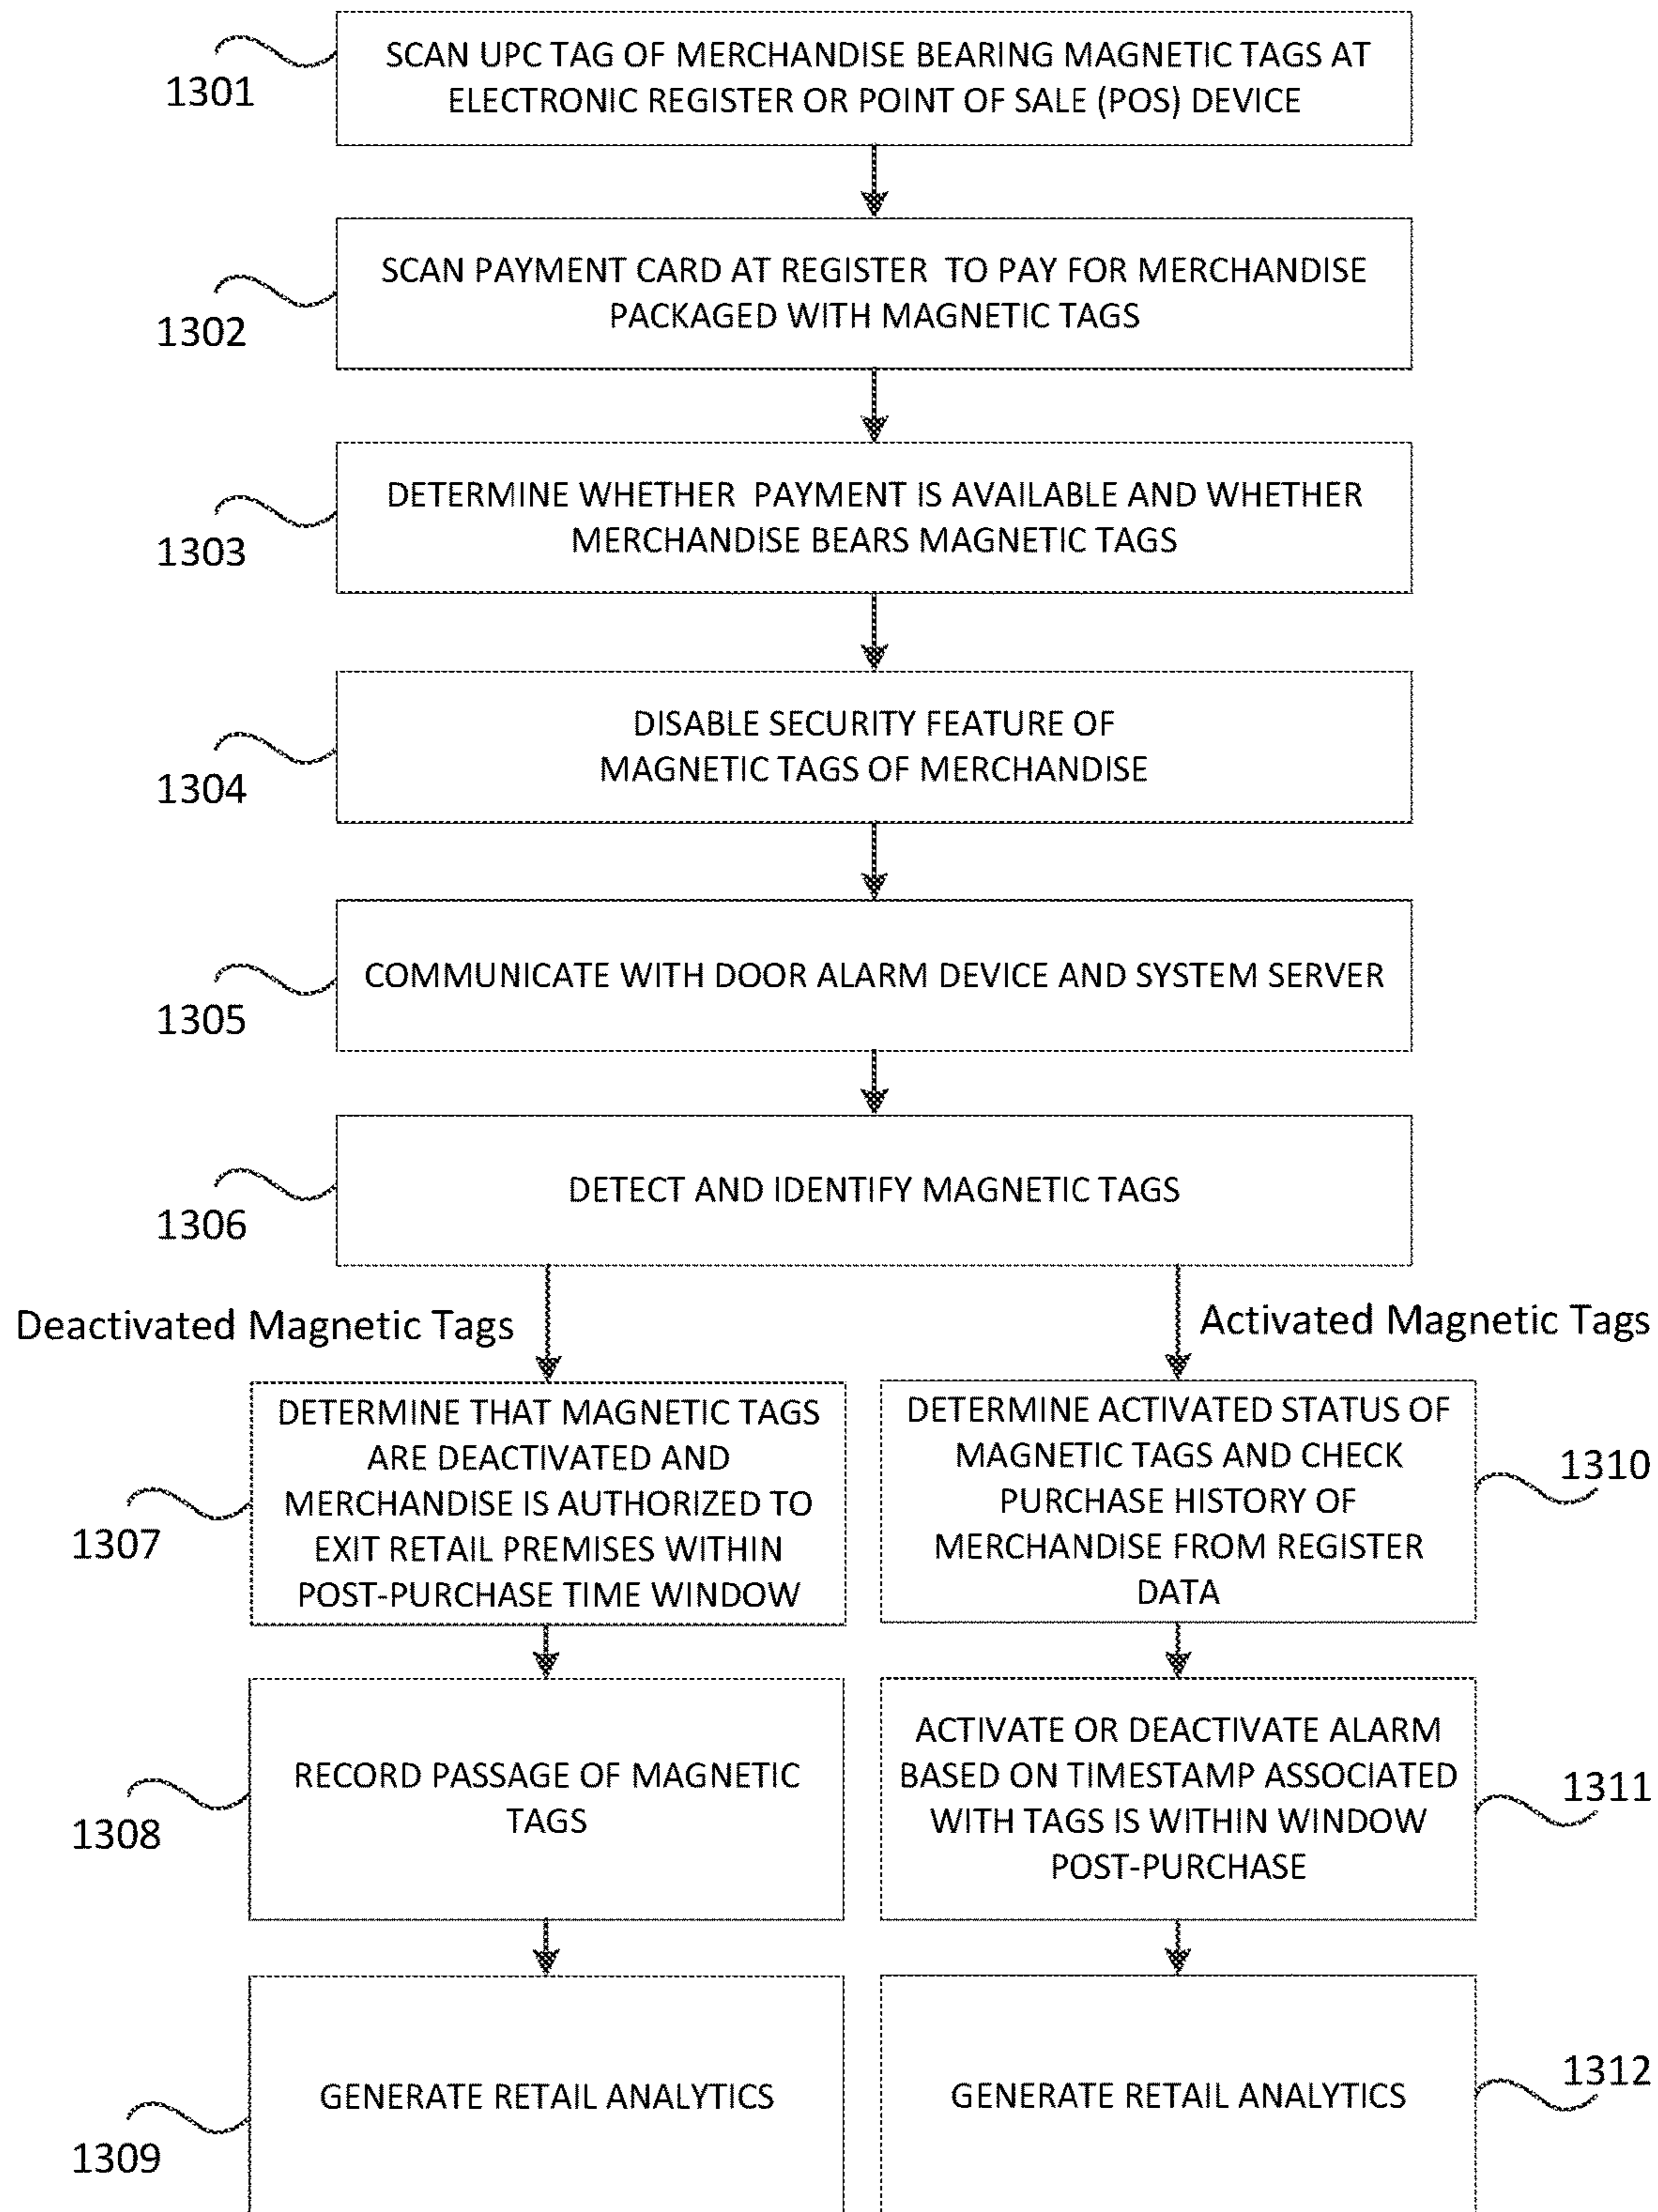 SCAN UPC TAG OF MERCHANDISE BEARING MAGNETIC TAGS AT
ELECTRONIC REGISTER OR POINT OF SALE (POS) DEVICE
1301
SCAN PAYMENT CARD AT REGISTER TO PAY FOR MERCHANDISE
PACKAGED WITH MAGNETIC TAGS
1302
DETERMINE WHETHER PAYMENT IS AVAILABLE AND WHETHER
MERCHANDISE BEARS MAGNETIC TAGS
1303
DISABLE SECURITY FEATURE OF
MAGNETIC TAGS OF MERCHANDISE
1304
COMMUNICATE WITH DOOR ALARM DEVICE AND SYSTEM SERVER
1305
DETECT AND IDENTIFY MAGNETIC TAGS
1306
Deactivated Magnetic Tags
Activated Magnetic Tags
DETERMINE THAT MAGNETIC TAGS
ARE DEACTIVATED AND
MERCHANDISE IS AUTHORIZED TO
EXIT RETAIL PREMISES WITHIN
POST-PURCHASE TIME WINDOW
1307
DETERMINE ACTIVATED STATUS OF
MAGNETIC TAGS AND CHECK
PURCHASE HISTORY OF
MERCHANDISE FROM REGISTER
DATA
1310
RECORD PASSAGE OF MAGNETIC
TAGS
1308
ACTIVATE OR DEACTIVATE ALARM
BASED ON TIMESTAMP ASSOCIATED
WITH TAGS IS WITHIN WINDOW
POST-PURCHASE
1311
GENERATE RETAIL ANALYTICS
1309
GENERATE RETAIL ANALYTICS
1312